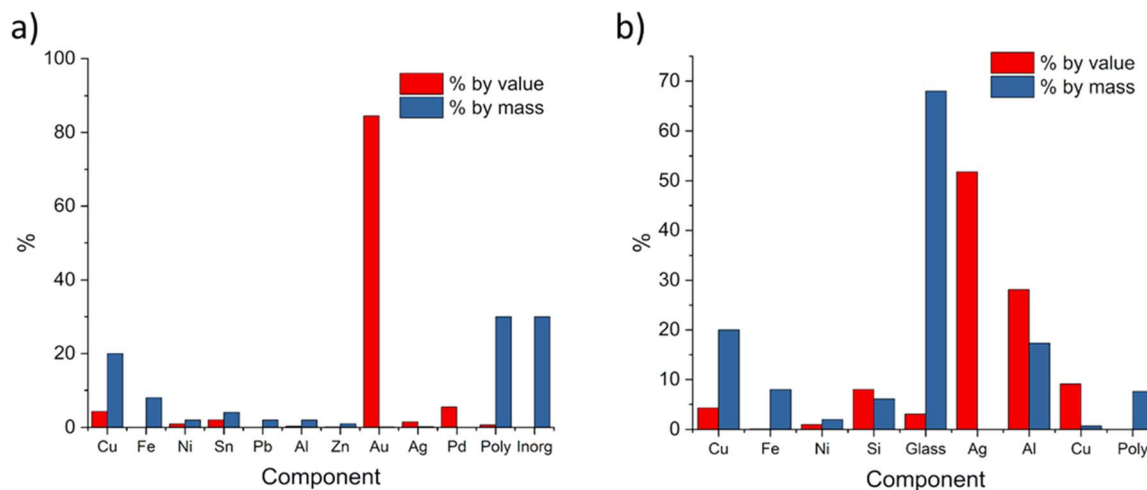 a)
100
80
60
40
20
0
%
% by value
% by mass
Cu Fe Ni Sn Pb Al Zn Au Ag Pd Poly Inorg
Component
b)
70
60
50
40
30
20
10
0
%
% by value
% by mass
Cu Fe Ni Si Glass Ag Al Cu Poly
Component